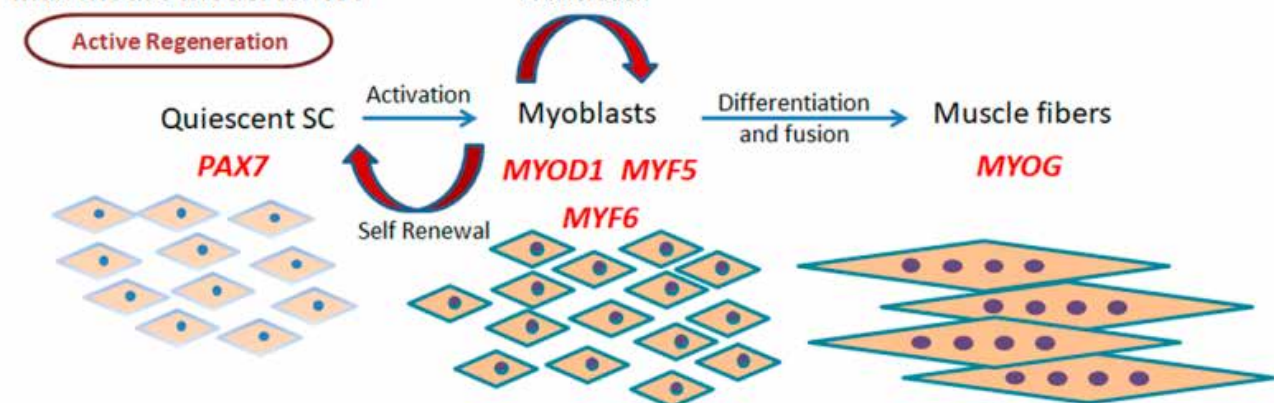 Active Regeneration
Quiescent SC
Activation
Myoblasts
Differentiation
and fusion
Muscle fibers
PAX7
MYOD1 MYF5
MYF6
MYOG
Self Renewal